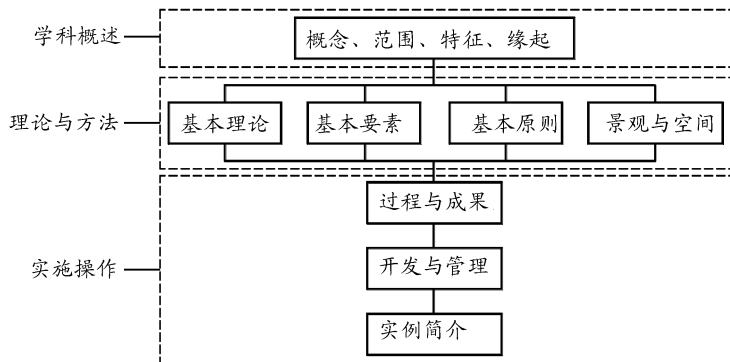 学科概述
概念、范围、特征、缘起
理论与方法
基本理论
基本要素
基本原则
景观与空间
实施操作
过程与成果
开发与管理
实例简介